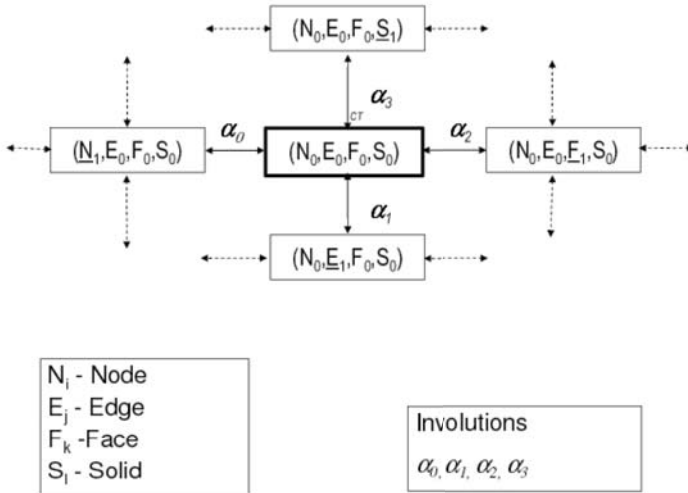 (N₀,E₀,F₀,S₁)
α₃
CT
α₀
α₂
(N₁,E₀,F₀,S₀)
(N₀,E₀,F₀,S₀)
(N₀,E₀,F₁,S₀)
α₁
(N₀,E₁,F₀,S₀)
Nᵢ - Node
Eⱼ - Edge
Fₖ -Face
Sₗ - Solid
Involutions
α₀, α₁, α₂, α₃